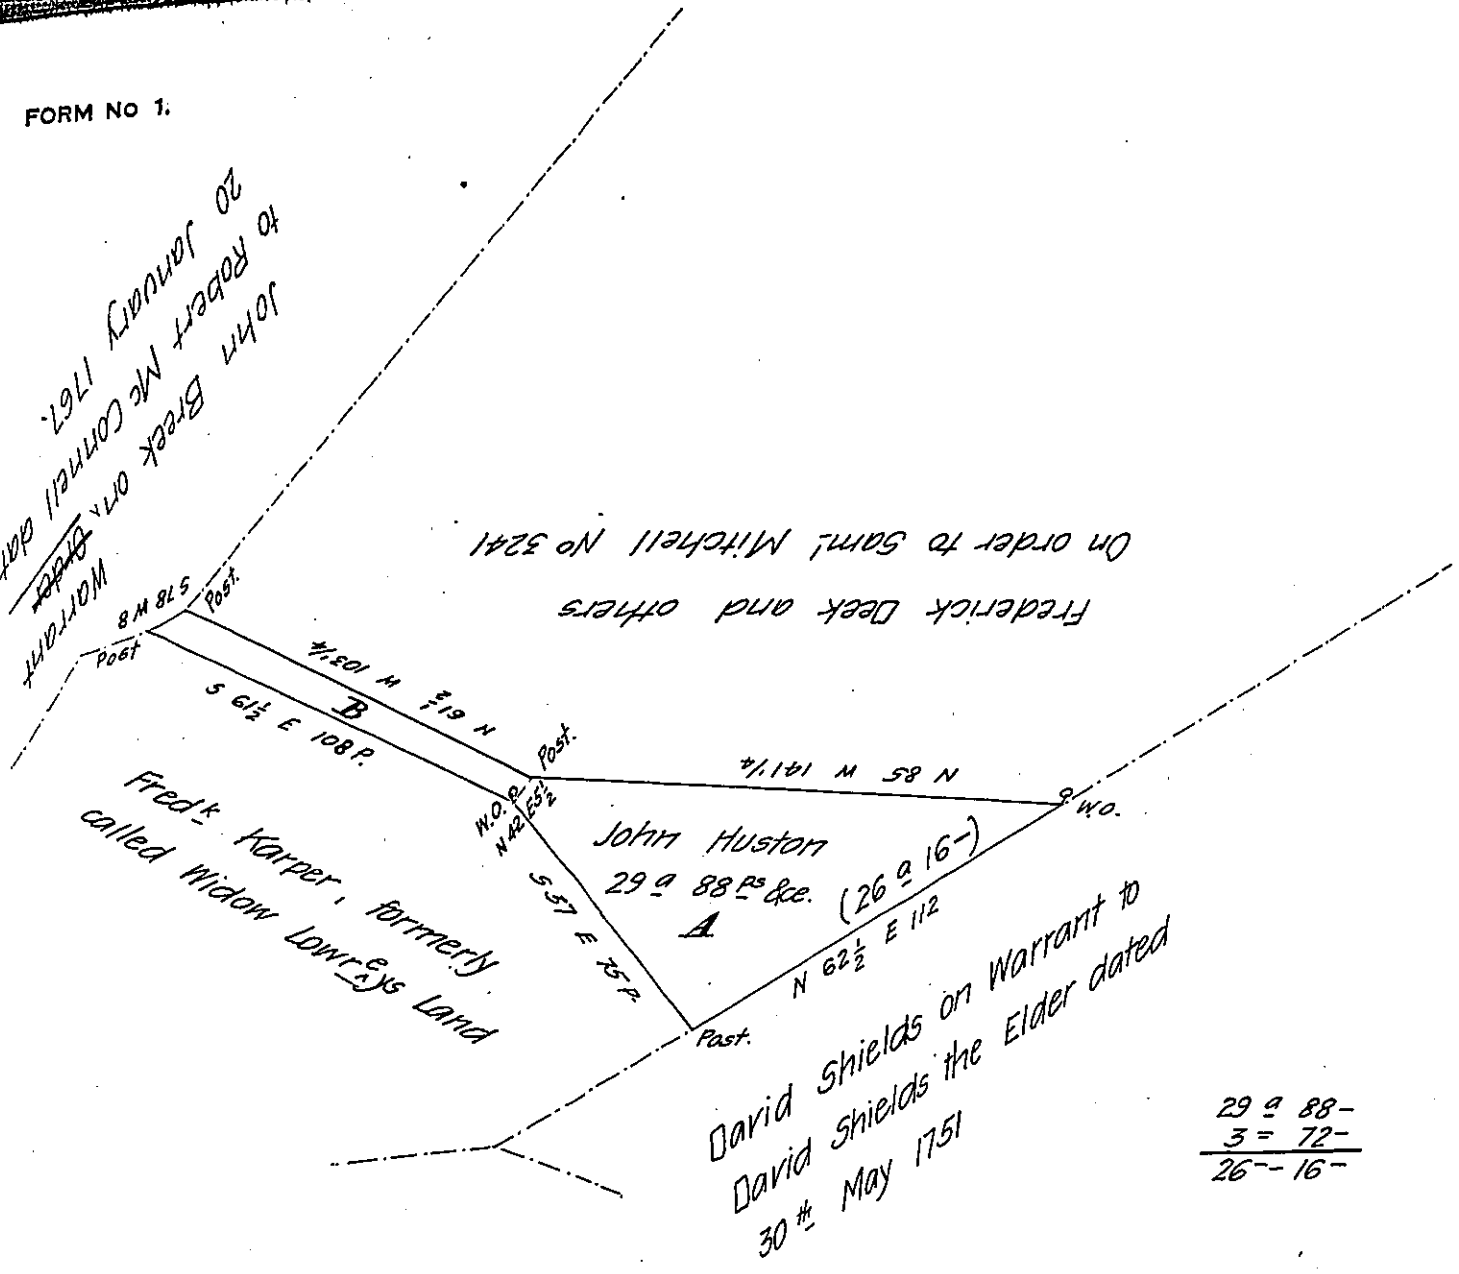 FORM No 1.
John Breek on ‸ Warrant
Order
to Robert Mc Connell dat
20 January 1767.
On order to Saml. Mitchell No 3241
Frederick Deek and others
S 78 W 8
Post.
Post
N 61½ W 103¼
B
S 61½ E 108 P.
Post.
W.O.
N 42 E 5½
N 85 W 141¼
W.O.
John Huston
29 a 88 ps &ce.
(26 a 16-)
A
S 37 E 75 P.
N 62½ E 112
Post.
Fredk Karper, formerly
called Widow Lowreys Land
David Shields on Warrant to
David Shields the Elder dated
30th May 1751
29 a 88-
3 = 72-
26-- 16-